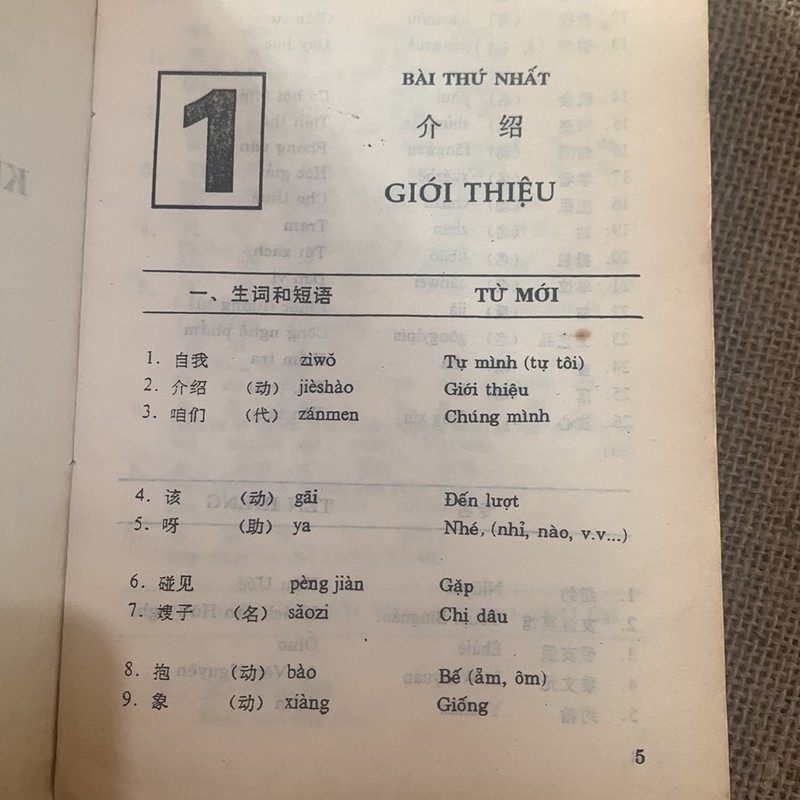 1
BÀI THỨ NHẤT
介 绍
GIỚI THIỆU
一、生词和短语 TỪ MỚI
1. 自我 zìwǒ Tự mình (tự tôi)
2. 介绍 (动) jièshào Giới thiệu
3. 咱们 (代) zánmen Chúng mình
4. 该 (动) gāi Đến lượt
5. 呀 (助) ya Nhé, (nhỉ, nào, v.v...)
6. 碰见 pèng jiàn Gặp
7. 嫂子 (名) sǎozi Chị dâu
8. 抱 (动) bào Bế (ẵm, ôm)
9. 象 (动) xiàng Giống
5